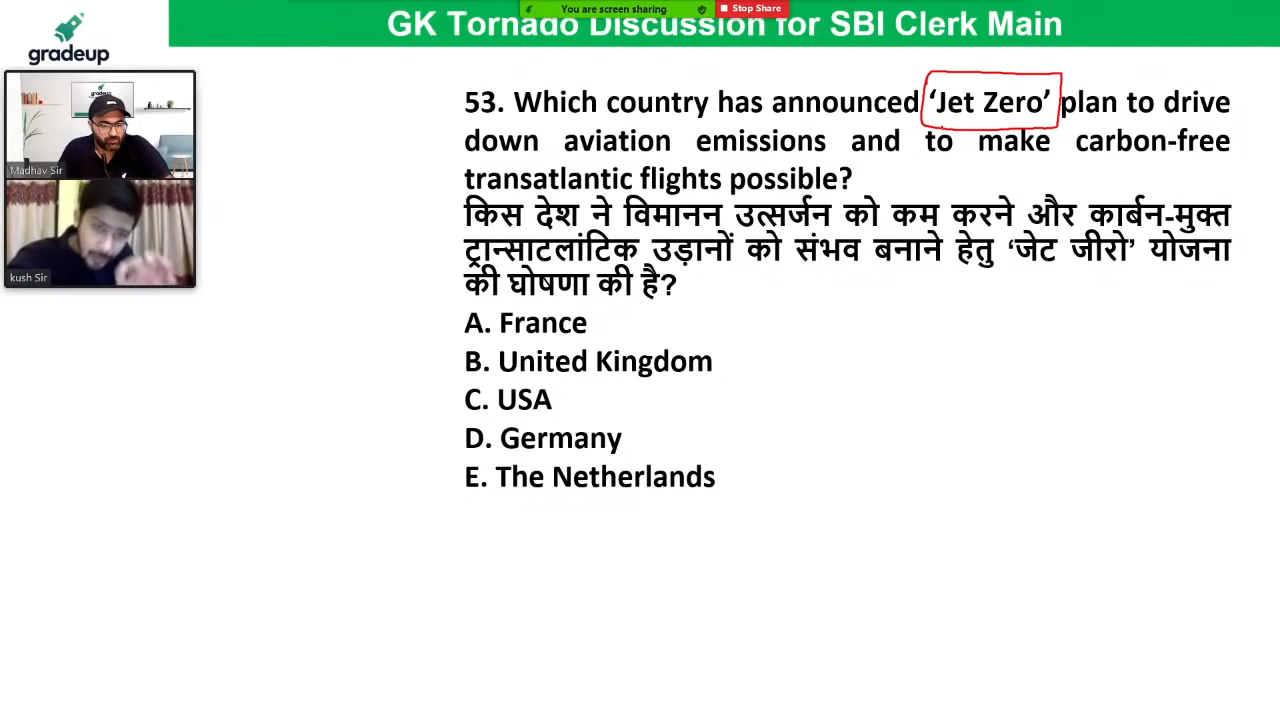 You are screen sharing
Stop Share
GK Tornado Discussion for SBI Clerk Main
gradeup
gradeup
Madhav Sir
kush Sir
53. Which country has announced ‘Jet Zero’ plan to drive
down aviation emissions and to make carbon-free
transatlantic flights possible?
किस देश ने विमानन उत्सर्जन को कम करने और कार्बन-मुक्त
ट्रान्साटलांटिक उड़ानों को संभव बनाने हेतु ‘जेट जीरो’ योजना
की घोषणा की है?
A. France
B. United Kingdom
C. USA
D. Germany
E. The Netherlands